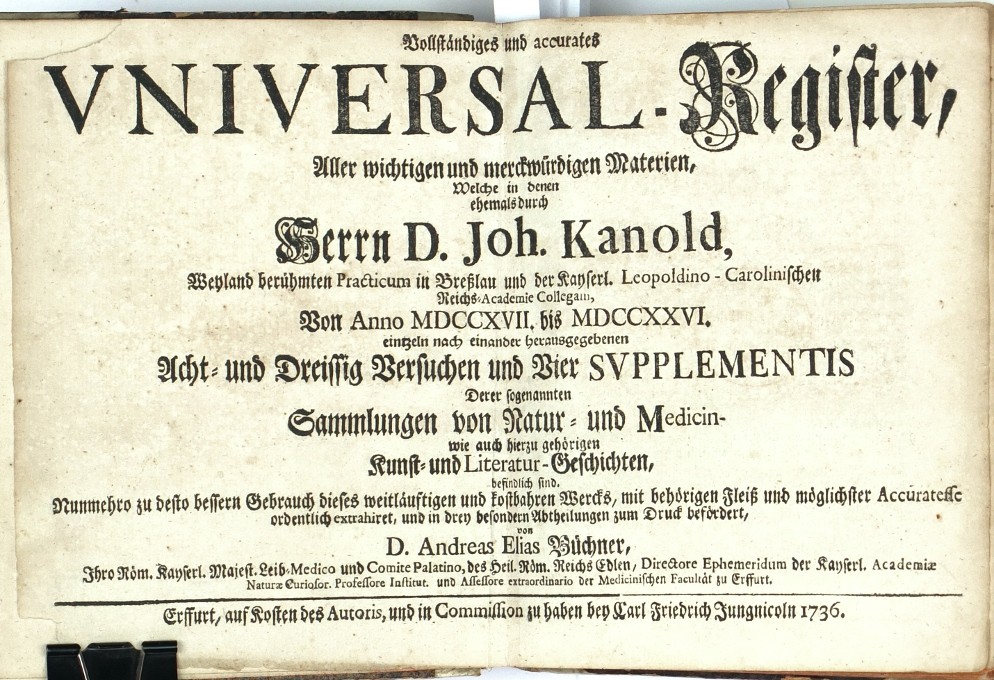 Vollständiges und accurates
VNIVERSAL-Register,
Aller wichtigen und merckwürdigen Materien,
Welche in denen
ehemals durch
Herrn D. Joh. Kanold,
Weyland berühmten Practicum in Breßlau und der Kayserl. Leopoldino-Carolinischen
Reichs-Academie Collegam,
Von Anno MDCCXVII. bis MDCCXXVI.
eintzeln nach einander herausgegebenen
Acht- und Dreissig Versuchen und Vier SVPPLEMENTIS
Derer sogenannten
Sammlungen von Natur- und Medicin-
wie auch hierzu gehörigen
Kunst- und Literatur-Geschichten,
befindlich sind.
Nunmehro zu desto bessern Gebrauch dieses weitläuftigen und kostbahren Wercks, mit behörigen Fleiß und möglichster Accuratesse
ordentlich extrahiret, und in drey besondern Abtheilungen zum Druck befördert,
von
D. Andreas Elias Büchner,
Ihro Röm. Kayserl. Majest. Leib-Medico und Comite Palatino, des Heil. Röm. Reichs Edlen, Directore Ephemeridum der Kayserl. Academiæ
Naturæ Curiosor. Professore Institut. und Assessore extraordinario der Medicinischen Facultät zu Erffurt.
Erffurt, auf Kosten des Autoris, und in Commission zu haben bey Carl Friedrich Jungnicoln 1736.